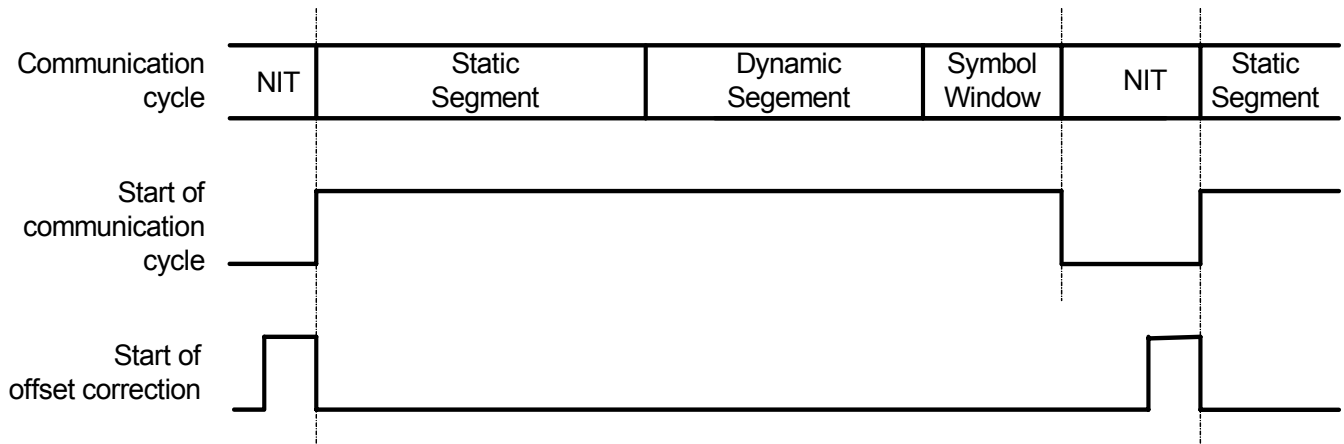 Communication
cycle
NIT
Static
Segment
Dynamic
Segement
Symbol
Window
NIT
Static
Segment
Start of
communication
cycle
Start of
offset correction